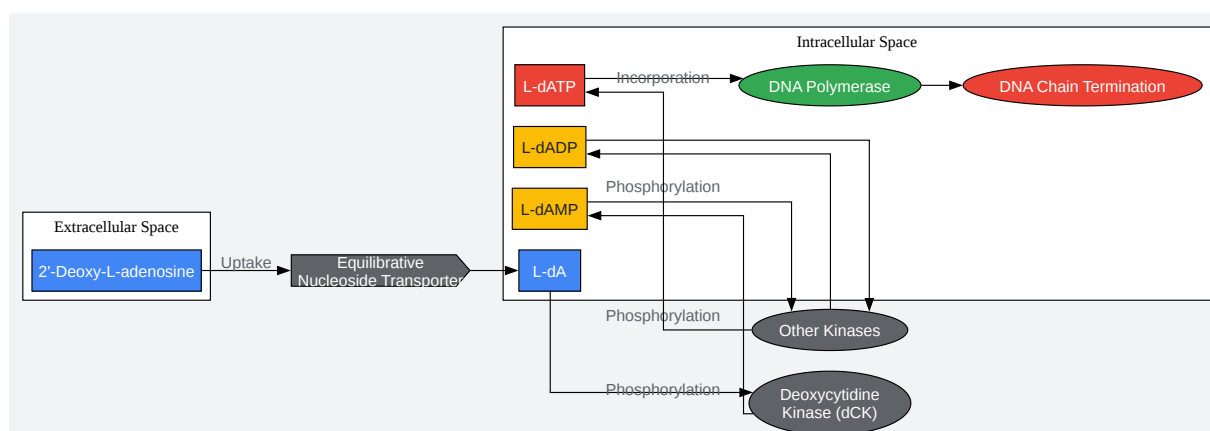 Intracellular Space
L-dATP
Incorporation
DNA Polymerase
DNA Chain Termination
L-dADP
Phosphorylation
L-dAMP
Extracellular Space
2'-Deoxy-L-adenosine
Uptake
Equilibrative
Nucleoside Transporter
L-dA
Phosphorylation
Other Kinases
Phosphorylation
Deoxycytidine
Kinase (dCK)